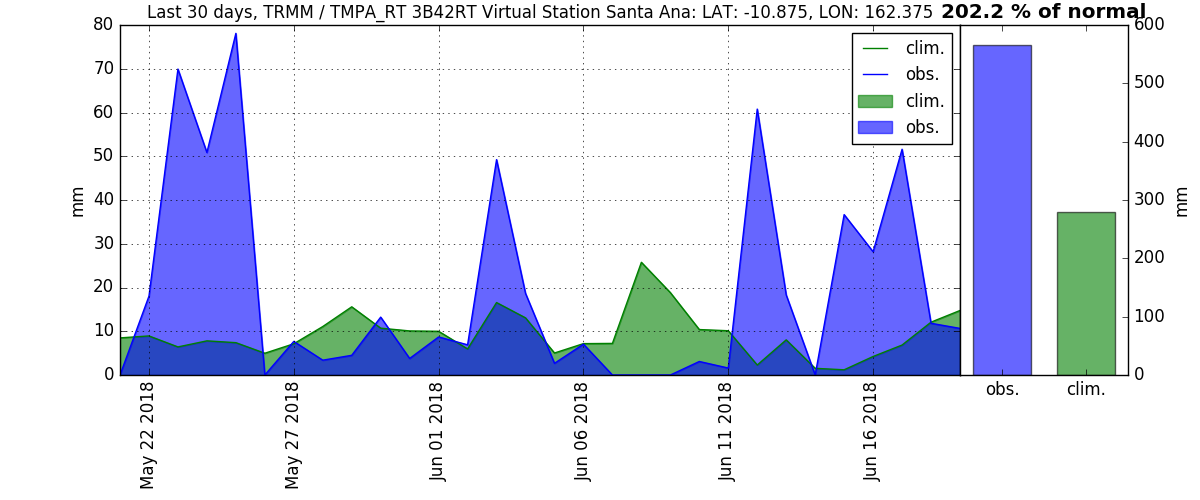 Last 30 days, TRMM / TMPA_RT 3B42RT Virtual Station Santa Ana: LAT: -10.875, LON: 162.375 202.2 % of normal
80
70
60
50
40
30
20
10
0
mm
clim.
obs.
clim.
obs.
May 22 2018
May 27 2018
Jun 01 2018
Jun 06 2018
Jun 11 2018
Jun 16 2018
600
500
400
300
200
100
0
mm
obs.
clim.